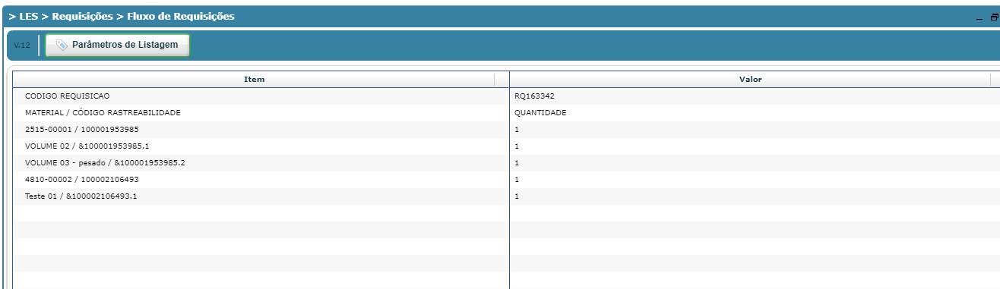 > LES > Requisições > Fluxo de Requisições
V.12 Parâmetros de Listagem
Item Valor
CODIGO REQUISICAO RQ163342
MATERIAL / CÓDIGO RASTREABILIDADE QUANTIDADE
2515-00001 / 100001953985 1
VOLUME 02 / &100001953985.1 1
VOLUME 03 - pesado / &100001953985.2 1
4810-00002 / 100002106493 1
Teste 01 / &100002106493.1 1